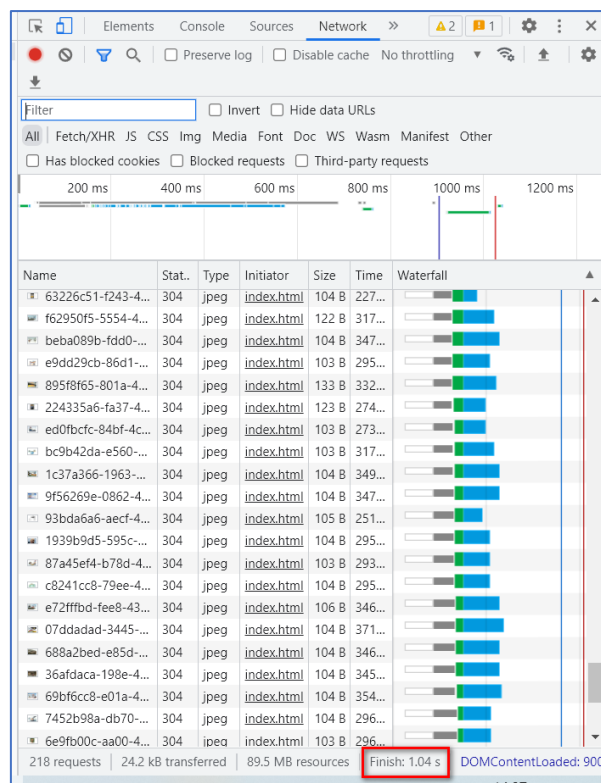 Elements Console Sources Network » 2 1
Preserve log Disable cache No throttling
Filter Invert Hide data URLs
All Fetch/XHR JS CSS Img Media Font Doc WS Wasm Manifest Other
Has blocked cookies Blocked requests Third-party requests
200 ms 400 ms 600 ms 800 ms 1000 ms 1200 ms
Name Stat.. Type Initiator Size Time Waterfall
63226c51-f243-4... 304 jpeg index.html 104 B 227...
f62950f5-5554-4... 304 jpeg index.html 122 B 317...
beba089b-fdd0-... 304 jpeg index.html 104 B 347...
e9dd29cb-86d1-... 304 jpeg index.html 103 B 295...
895f8f65-801a-4... 304 jpeg index.html 133 B 332...
224335a6-fa37-4... 304 jpeg index.html 123 B 274...
ed0fbcfc-84bf-4c... 304 jpeg index.html 103 B 273...
bc9b42da-e560-... 304 jpeg index.html 103 B 317...
1c37a366-1963-... 304 jpeg index.html 104 B 349...
9f56269e-0862-4... 304 jpeg index.html 104 B 347...
93bda6a6-aecf-4... 304 jpeg index.html 105 B 251...
1939b9d5-595c-... 304 jpeg index.html 104 B 295...
87a45ef4-b78d-4... 304 jpeg index.html 103 B 293...
c8241cc8-79ee-4... 304 jpeg index.html 104 B 295...
e72fffbd-fee8-43... 304 jpeg index.html 106 B 346...
07ddadad-3445-... 304 jpeg index.html 104 B 371...
688a2bed-e85d-... 304 jpeg index.html 104 B 346...
36afdaca-198e-4... 304 jpeg index.html 104 B 345...
69bf6cc8-e01a-4... 304 jpeg index.html 104 B 354...
7452b98a-db70-... 304 jpeg index.html 104 B 296...
6e9fb00c-aa00-4... 304 jpeg index.html 103 B 296...
218 requests 24.2 kB transferred 89.5 MB resources Finish: 1.04 s DOMContentLoaded: 900